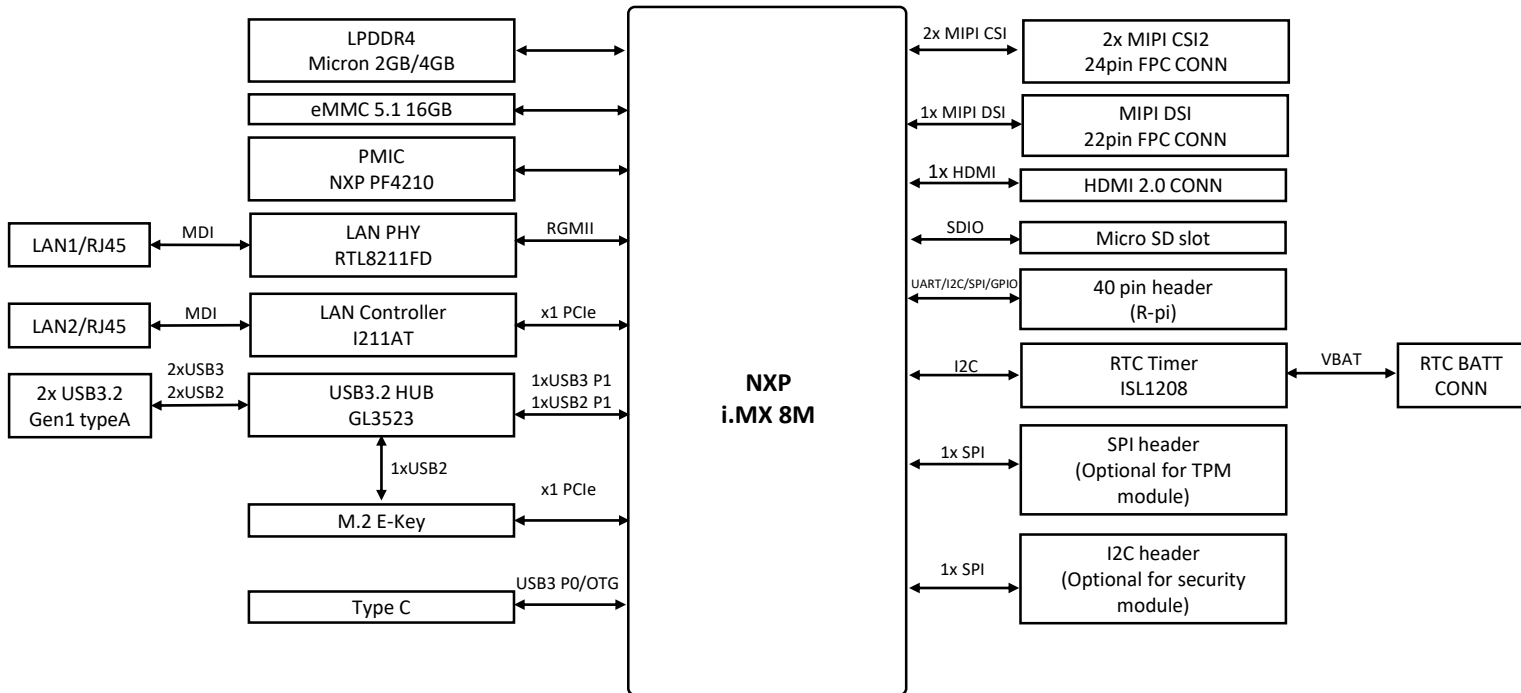 LPDDR4
Micron 2GB/4GB
eMMC 5.1 16GB
PMIC
NXP PF4210
LAN1/RJ45
MDI
LAN PHY
RTL8211FD
RGMII
LAN2/RJ45
MDI
LAN Controller
I211AT
x1 PCIe
2x USB3.2
Gen1 typeA
2xUSB3
2xUSB2
USB3.2 HUB
GL3523
1xUSB3 P1
1xUSB2 P1
1xUSB2
M.2 E-Key
x1 PCIe
Type C
USB3 P0/OTG
NXP
i.MX 8M
2x MIPI CSI
2x MIPI CSI2
24pin FPC CONN
1x MIPI DSI
MIPI DSI
22pin FPC CONN
1x HDMI
HDMI 2.0 CONN
SDIO
Micro SD slot
UART/I2C/SPI/GPIO
40 pin header
(R-pi)
I2C
RTC Timer
ISL1208
VBAT
RTC BATT
CONN
1x SPI
SPI header
(Optional for TPM
module)
1x SPI
I2C header
(Optional for security
module)